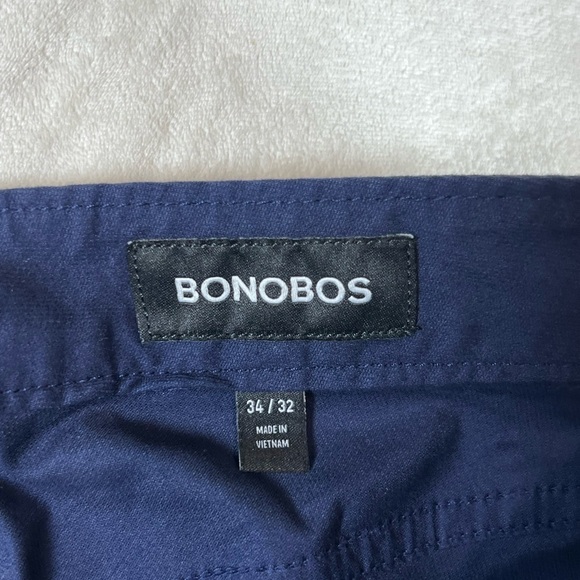 BONOBOS
34 / 32
MADE IN
VIETNAM